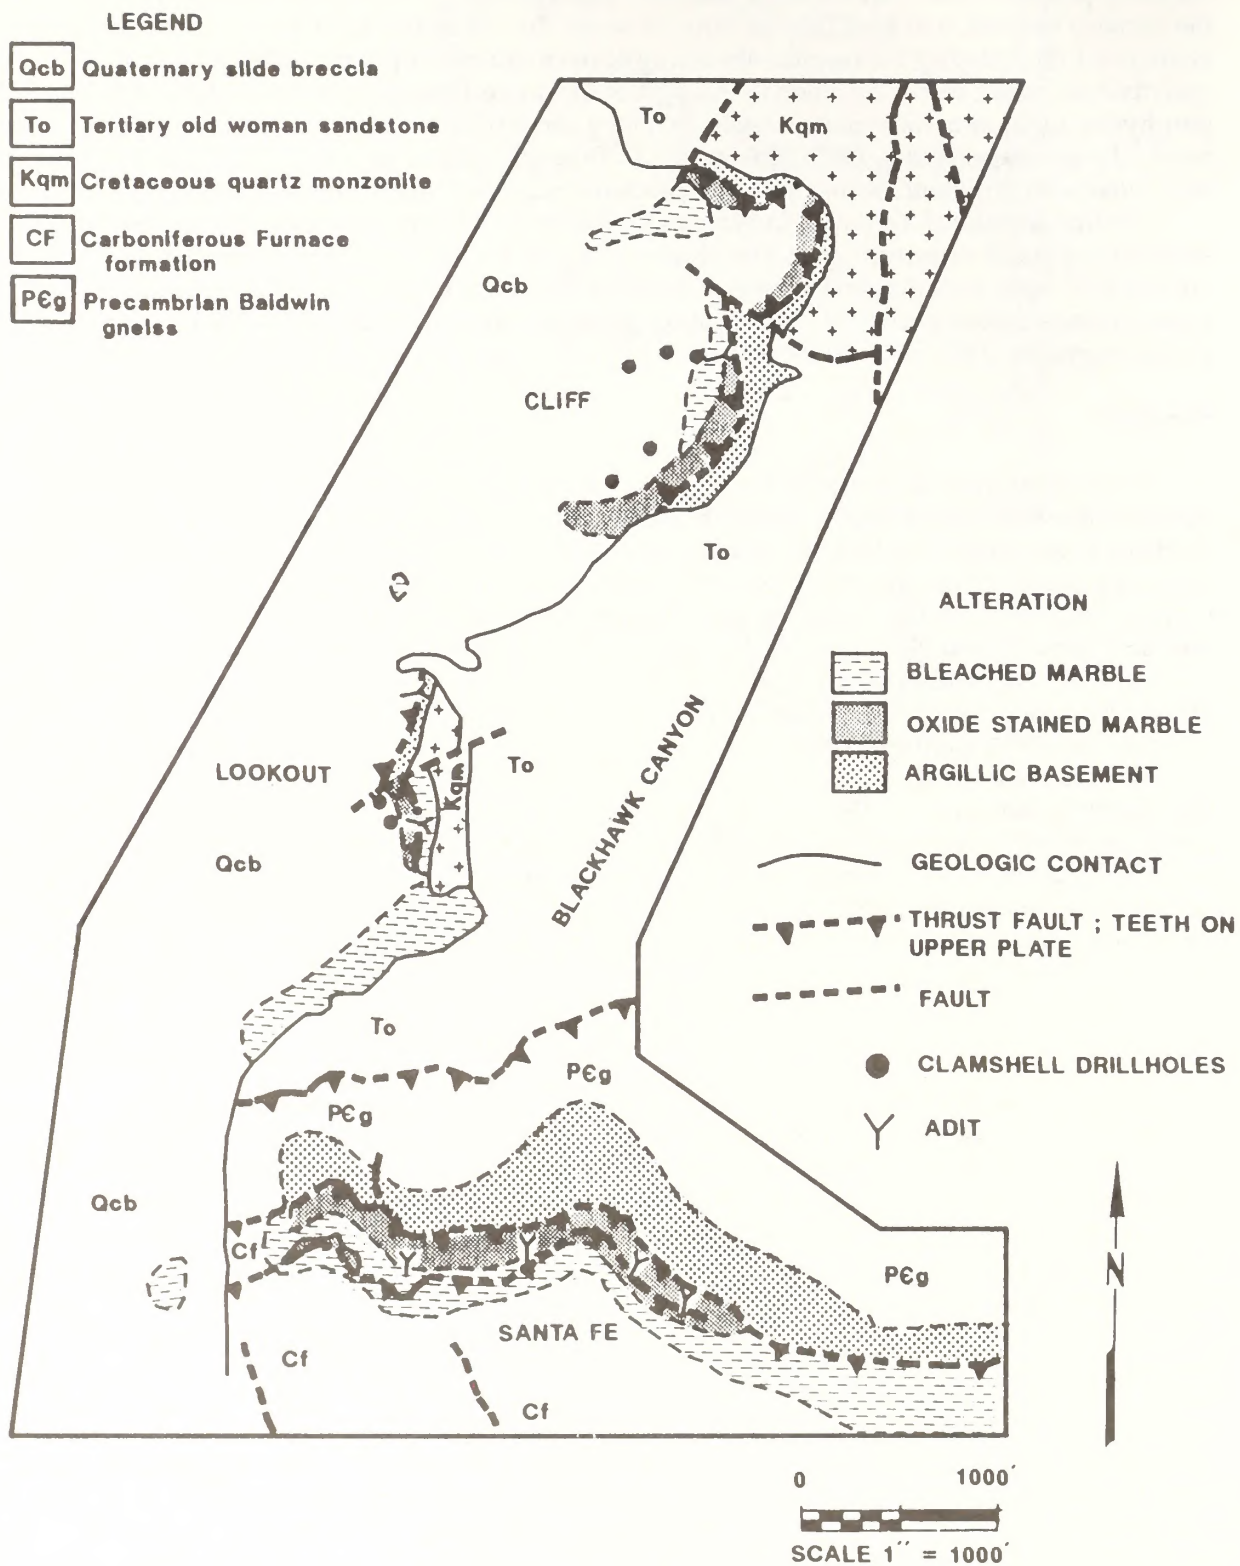 LEGEND
Qcb Quaternary slide breccia
To Tertiary old woman sandstone
Kqm Cretaceous quartz monzonite
CF Carboniferous Furnace
formation
PЄg Precambrian Baldwin
gneiss
To
Kqm
Qcb
CLIFF
To
LOOKOUT
Kqm
To
Qcb
BLACKHAWK CANYON
To
PЄg
PЄg
Qcb
Cf
PЄg
SANTA FE
Cf
Cf
ALTERATION
BLEACHED MARBLE
OXIDE STAINED MARBLE
ARGILLIC BASEMENT
GEOLOGIC CONTACT
THRUST FAULT ; TEETH ON
UPPER PLATE
FAULT
CLAMSHELL DRILLHOLES
ADIT
N
0 1000'
SCALE 1'' = 1000'